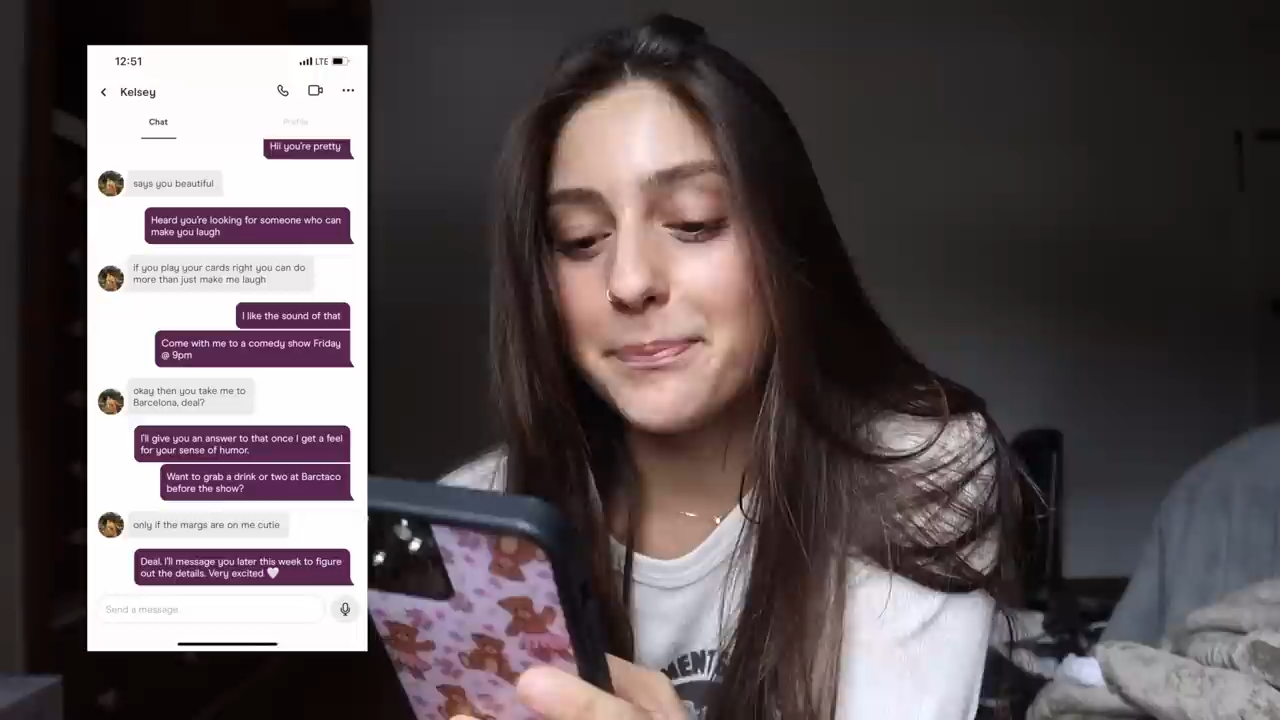 12:51
LTE
Kelsey
Chat
Profile
Hii you're pretty
says you beautiful
Heard you're looking for someone who can
make you laugh
if you play your cards right you can do
more than just make me laugh
I like the sound of that
Come with me to a comedy show Friday
@ 9pm
okay then you take me to
Barcelona, deal?
I'll give you an answer to that once I get a feel
for your sense of humor.
Want to grab a drink or two at Barctaco
before the show?
only if the margs are on me cutie
Deal. I'll message you later this week to figure
out the details. Very excited 🤍
Send a message